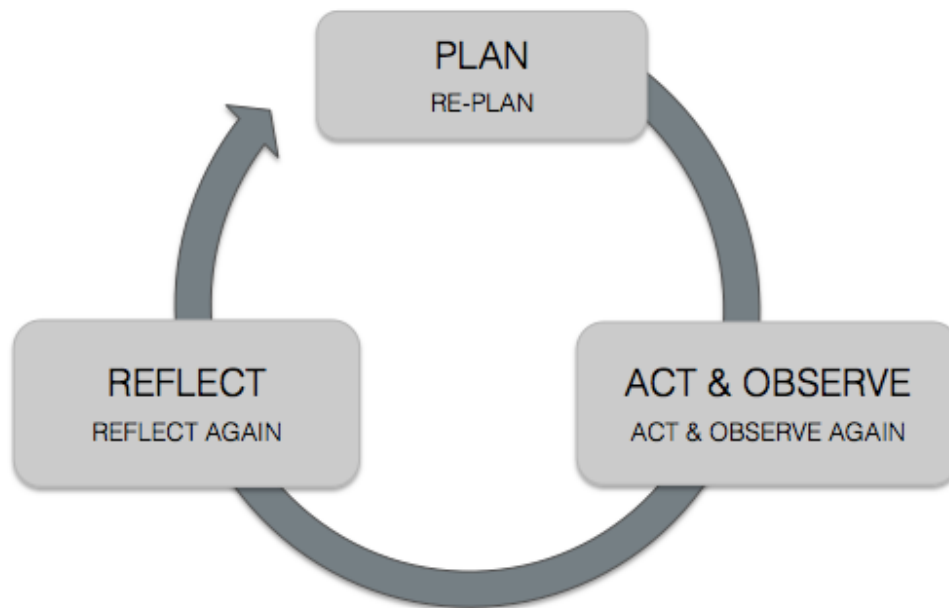 PLAN
RE-PLAN
REFLECT
REFLECT AGAIN
ACT & OBSERVE
ACT & OBSERVE AGAIN